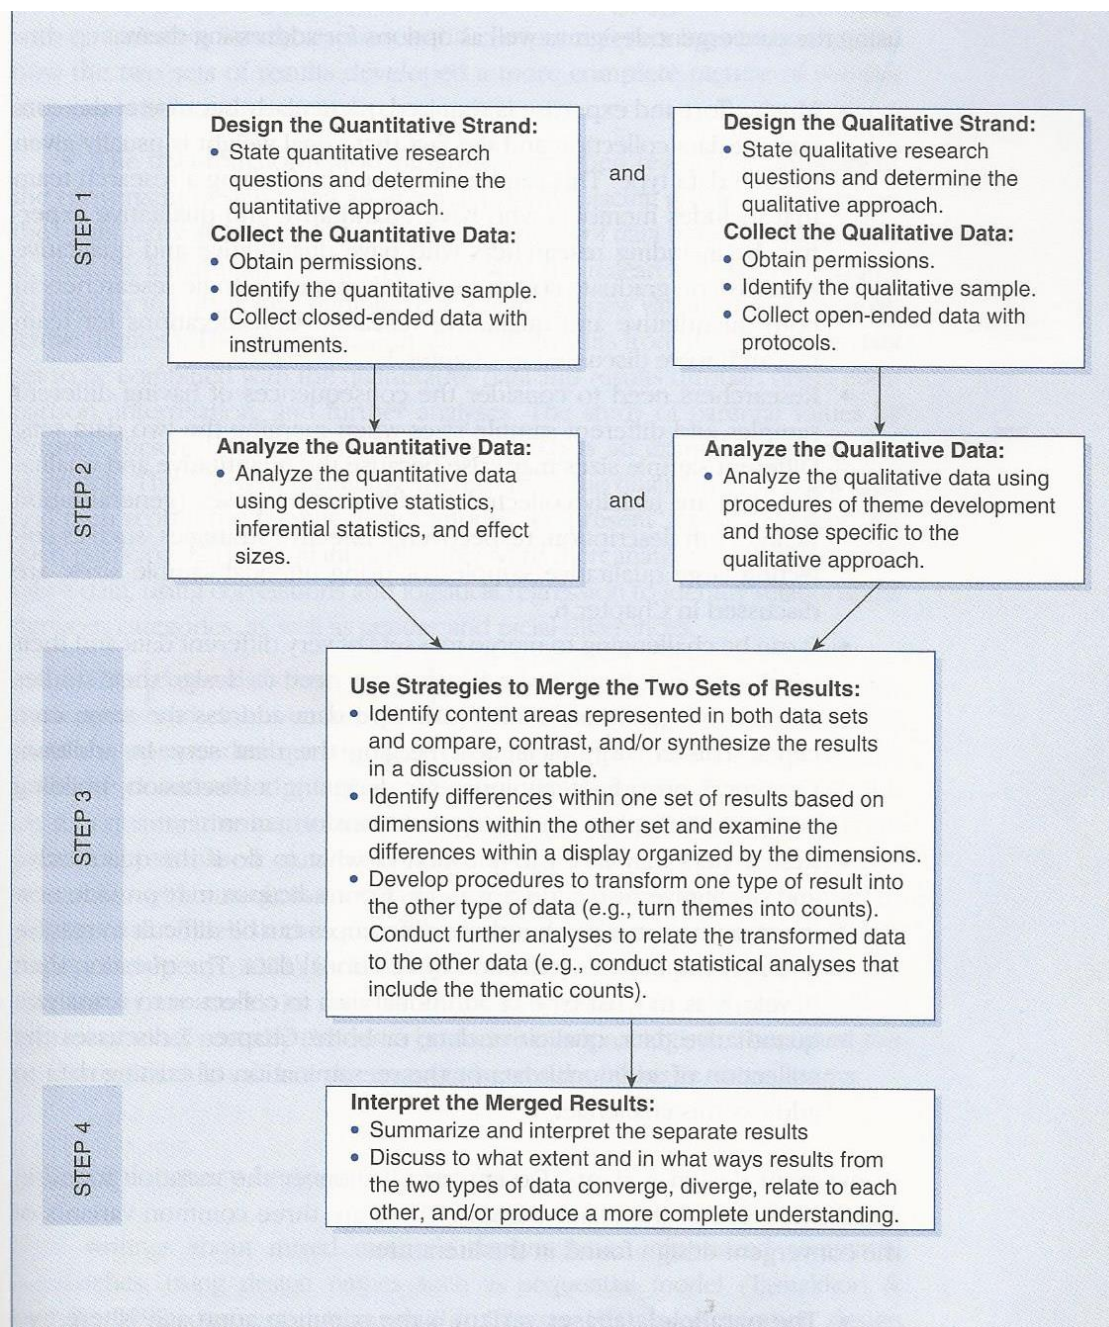 STEP 1
Design the Quantitative Strand:
• State quantitative research
questions and determine the
quantitative approach.
Collect the Quantitative Data:
• Obtain permissions.
• Identify the quantitative sample.
• Collect closed-ended data with
instruments.
and
Design the Qualitative Strand:
• State qualitative research
questions and determine the
qualitative approach.
Collect the Qualitative Data:
• Obtain permissions.
• Identify the qualitative sample.
• Collect open-ended data with
protocols.
STEP 2
Analyze the Quantitative Data:
• Analyze the quantitative data
using descriptive statistics,
inferential statistics, and effect
sizes.
and
Analyze the Qualitative Data:
• Analyze the qualitative data using
procedures of theme development
and those specific to the
qualitative approach.
STEP 3
Use Strategies to Merge the Two Sets of Results:
• Identify content areas represented in both data sets
and compare, contrast, and/or synthesize the results
in a discussion or table.
• Identify differences within one set of results based on
dimensions within the other set and examine the
differences within a display organized by the dimensions.
• Develop procedures to transform one type of result into
the other type of data (e.g., turn themes into counts).
Conduct further analyses to relate the transformed data
to the other data (e.g., conduct statistical analyses that
include the thematic counts).
STEP 4
Interpret the Merged Results:
• Summarize and interpret the separate results
• Discuss to what extent and in what ways results from
the two types of data converge, diverge, relate to each
other, and/or produce a more complete understanding.